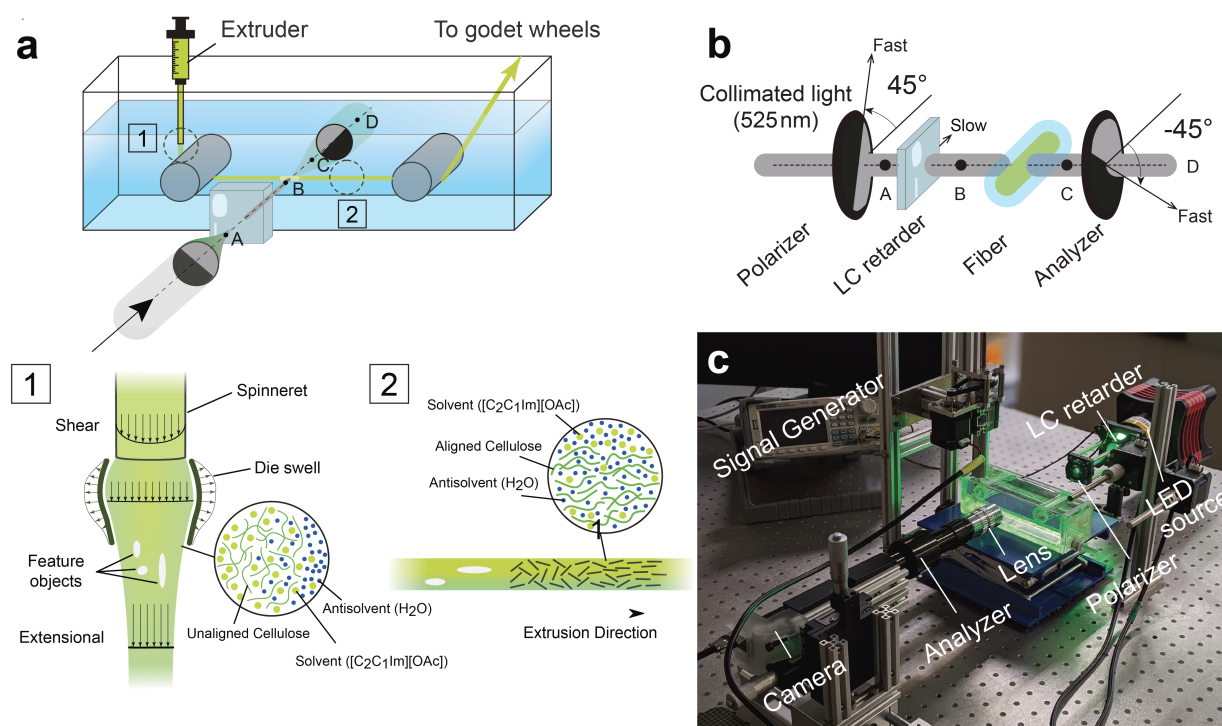 a
Extruder
To godet wheels
1
D
C
B
2
A
b
Fast
45°
Collimated light
(525 nm)
Slow
-45°
A
B
C
D
Fast
Polarizer
LC retarder
Fiber
Analyzer
1
Spinneret
Shear
Die swell
Feature
objects
Antisolvent (H2O)
Unaligned Cellulose
Extensional
Solvent ([C2C1Im][OAc])
2
Solvent ([C2C1Im][OAc])
Aligned Cellulose
Antisolvent (H2O)
Extrusion Direction
c
Signal Generator
LC retarder
LED
source
Lens
Polarizer
Analyzer
Camera